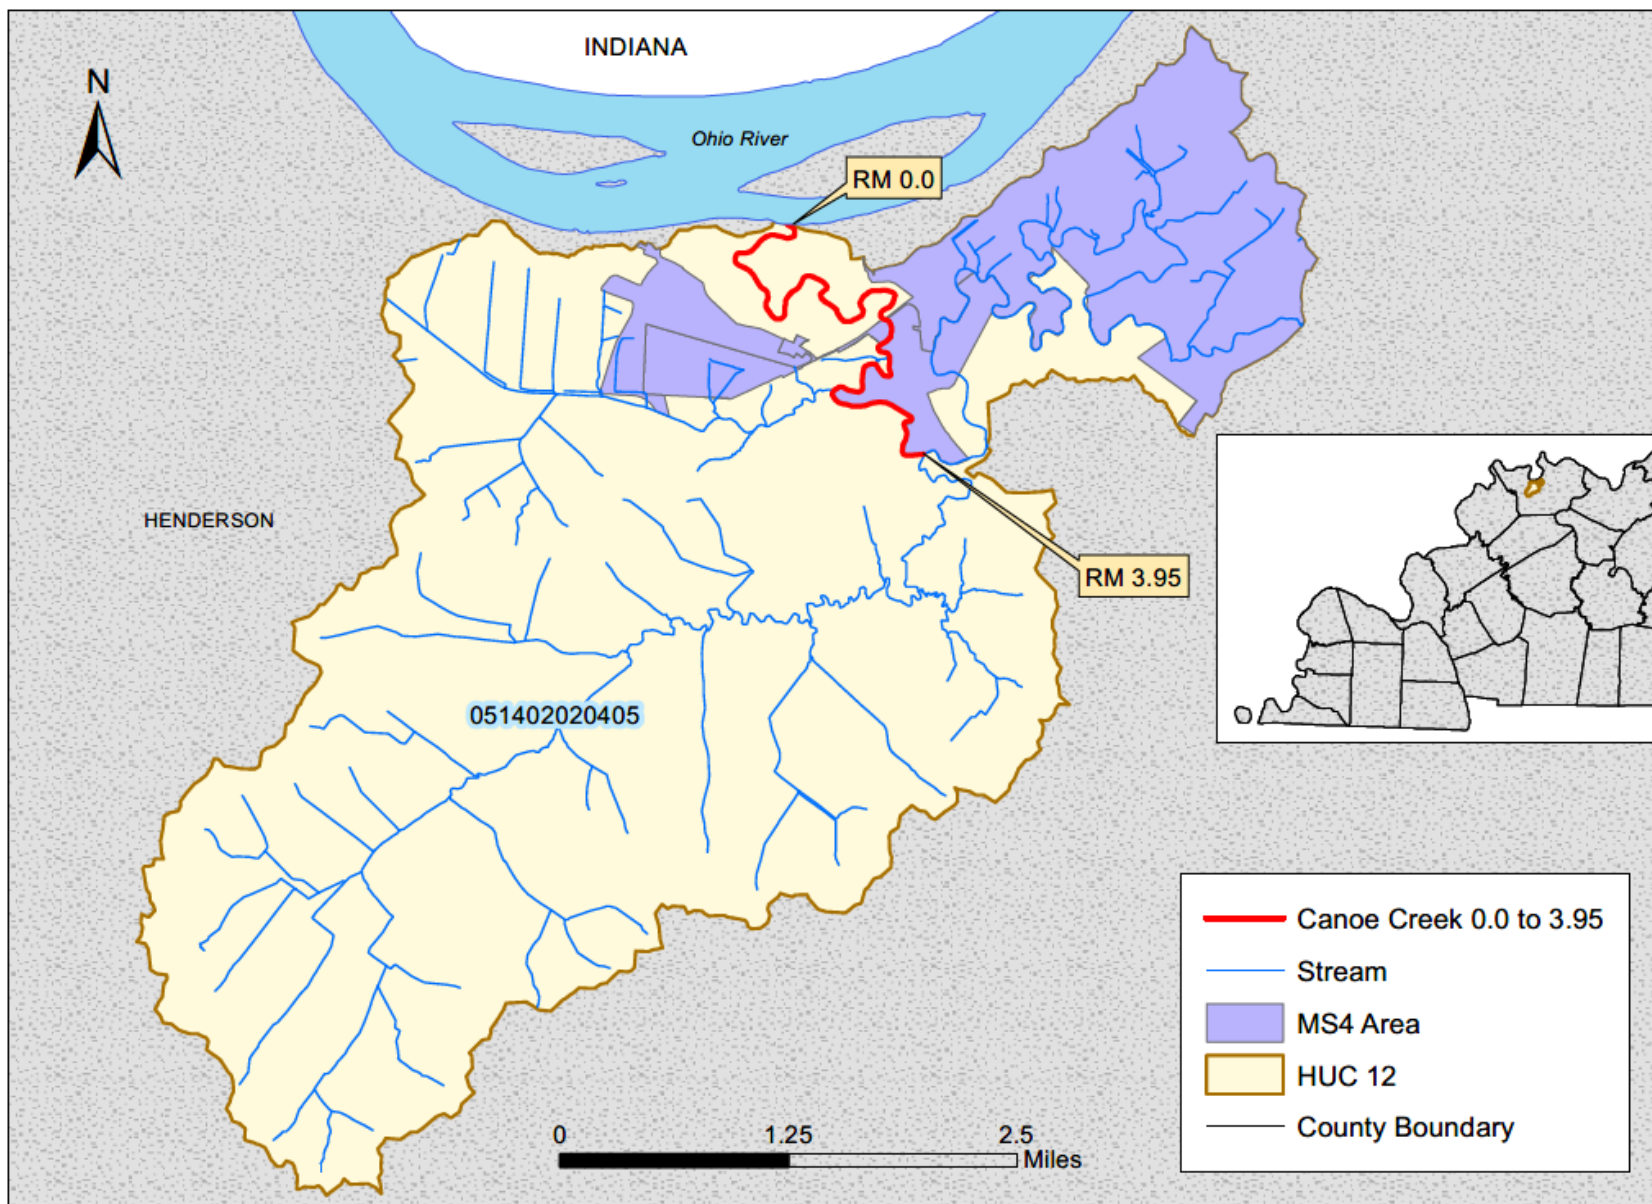 INDIANA
N
Ohio River
RM 0.0
HENDERSON
RM 3.95
051402020405
Canoe Creek 0.0 to 3.95
Stream
MS4 Area
HUC 12
County Boundary
0 1.25 2.5
Miles